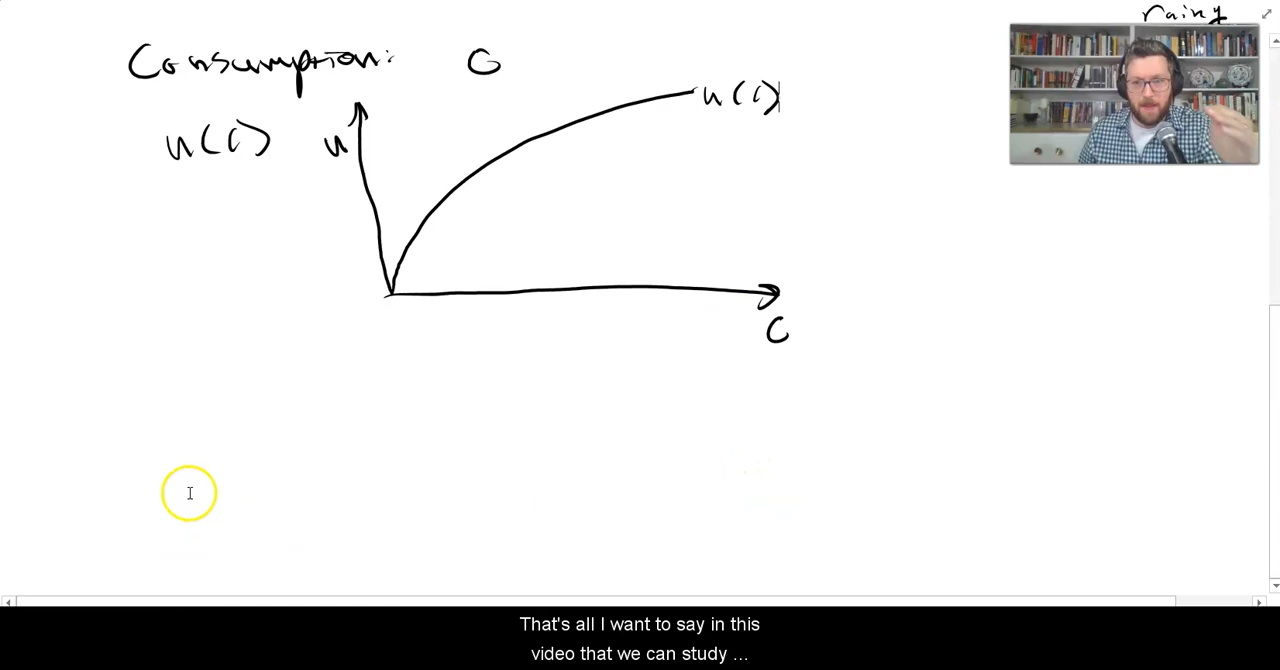 rainy
Consumption: C
u(c)
u
u(c)
C
That's all I want to say in this
video that we can study ...